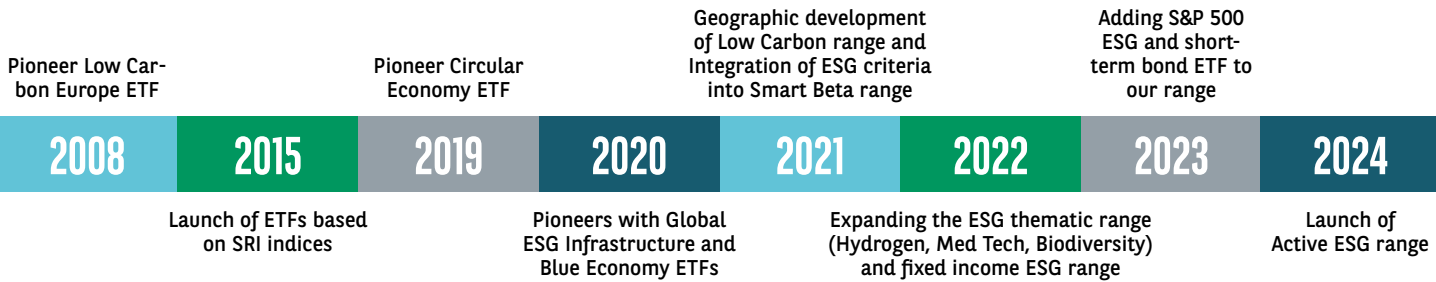 Pioneer Low Car-
bon Europe ETF
Pioneer Circular
Economy ETF
Geographic development
of Low Carbon range and
Integration of ESG criteria
into Smart Beta range
Adding S&P 500
ESG and short-
term bond ETF to
our range
2008
2015
2019
2020
2021
2022
2023
2024
Launch of ETFs based
on SRI indices
Pioneers with Global
ESG Infrastructure and
Blue Economy ETFs
Expanding the ESG thematic range
(Hydrogen, Med Tech, Biodiversity)
and fixed income ESG range
Launch of
Active ESG range